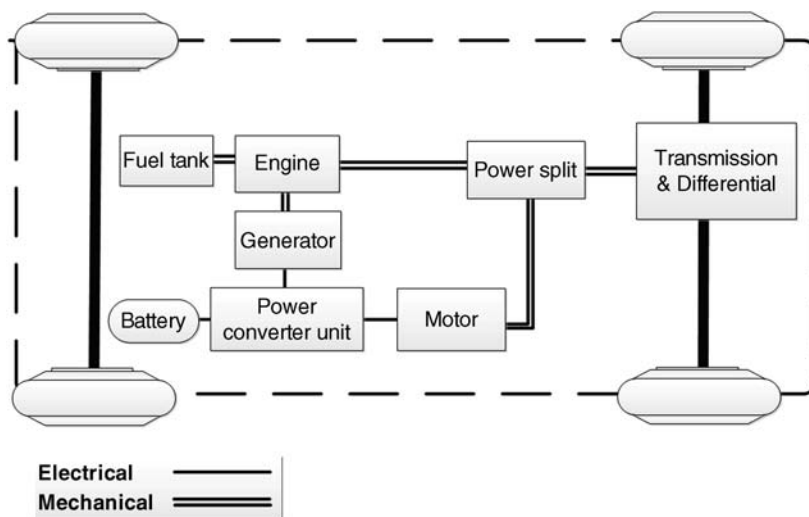 Fuel tank
Engine
Power split
Transmission
& Differential
Generator
Battery
Power
converter unit
Motor
Electrical
Mechanical